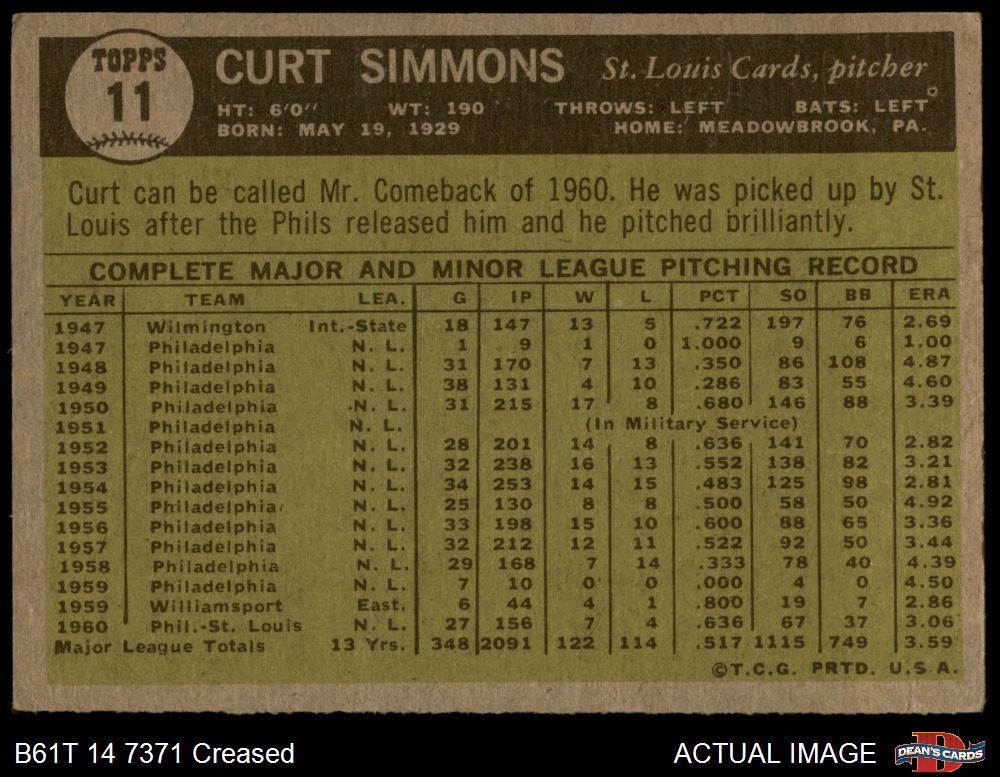 TOPPS
11
CURT SIMMONS St. Louis Cards, pitcher
HT: 6'0" WT: 190 THROWS: LEFT BATS: LEFT
BORN: MAY 19, 1929 HOME: MEADOWBROOK, PA.
Curt can be called Mr. Comeback of 1960. He was picked up by St.
Louis after the Phils released him and he pitched brilliantly.
COMPLETE MAJOR AND MINOR LEAGUE PITCHING RECORD
YEAR TEAM LEA. G IP W L PCT SO BB ERA
1947 Wilmington Int.-State 18 147 13 5 .722 197 76 2.69
1947 Philadelphia N. L. 1 9 1 0 1.000 9 6 1.00
1948 Philadelphia N. L. 31 170 7 13 .350 86 108 4.87
1949 Philadelphia N. L. 38 131 4 10 .286 83 55 4.60
1950 Philadelphia N. L. 31 215 17 8 .680 146 88 3.39
1951 Philadelphia N. L. (In Military Service)
1952 Philadelphia N. L. 28 201 14 8 .636 141 70 2.82
1953 Philadelphia N. L. 32 238 16 13 .552 138 82 3.21
1954 Philadelphia N. L. 34 253 14 15 .483 125 98 2.81
1955 Philadelphia N. L. 25 130 8 8 .500 58 50 4.92
1956 Philadelphia N. L. 33 198 15 10 .600 88 65 3.36
1957 Philadelphia N. L. 32 212 12 11 .522 92 50 3.44
1958 Philadelphia N. L. 29 168 7 14 .333 78 40 4.39
1959 Philadelphia N. L. 7 10 0 0 .000 4 0 4.50
1959 Williamsport East. 6 44 4 1 .800 19 7 2.86
1960 Phil.-St. Louis N. L. 27 156 7 4 .636 67 37 3.06
Major League Totals 13 Yrs. 348 2091 122 114 .517 1115 749 3.59
©T.C.G. PRTD. U.S.A.
B61T 14 7371 Creased ACTUAL IMAGE DEAN'S CARDS